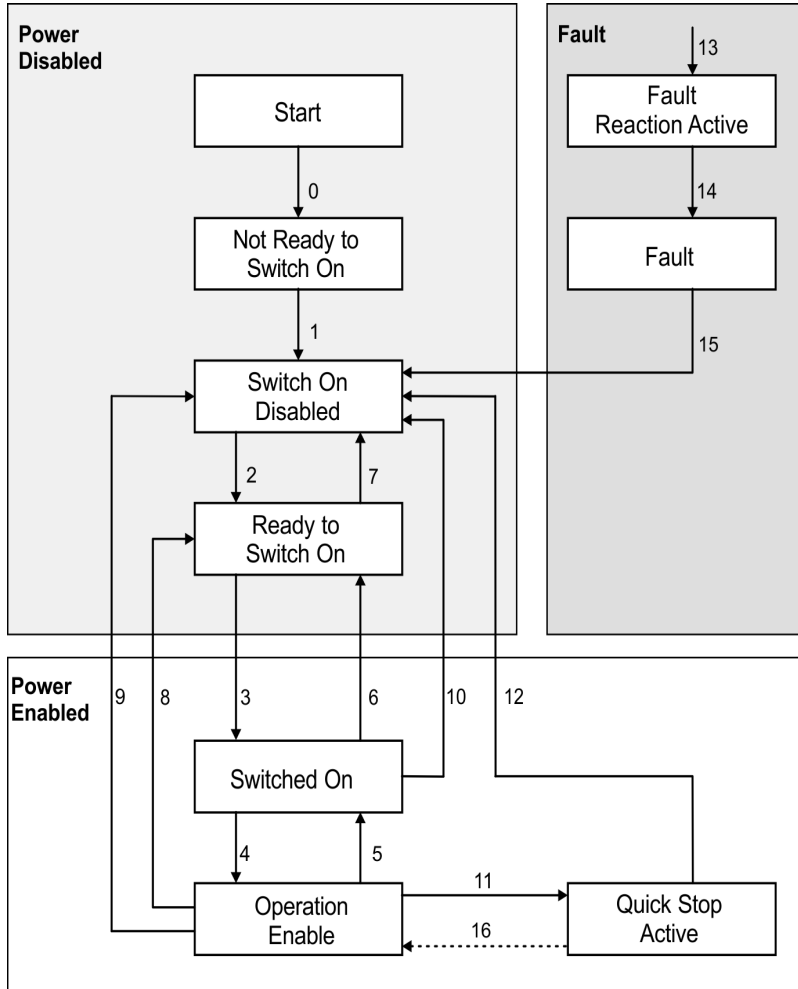 Power
Disabled
Start
0
Not Ready to
Switch On
1
Switch On
Disabled
2
7
Ready to
Switch On
Fault
13
Fault
Reaction Active
14
Fault
15
Power
Enabled
9
8
3
6
10
12
Switched On
4
5
Operation
Enable
11
16
Quick Stop
Active